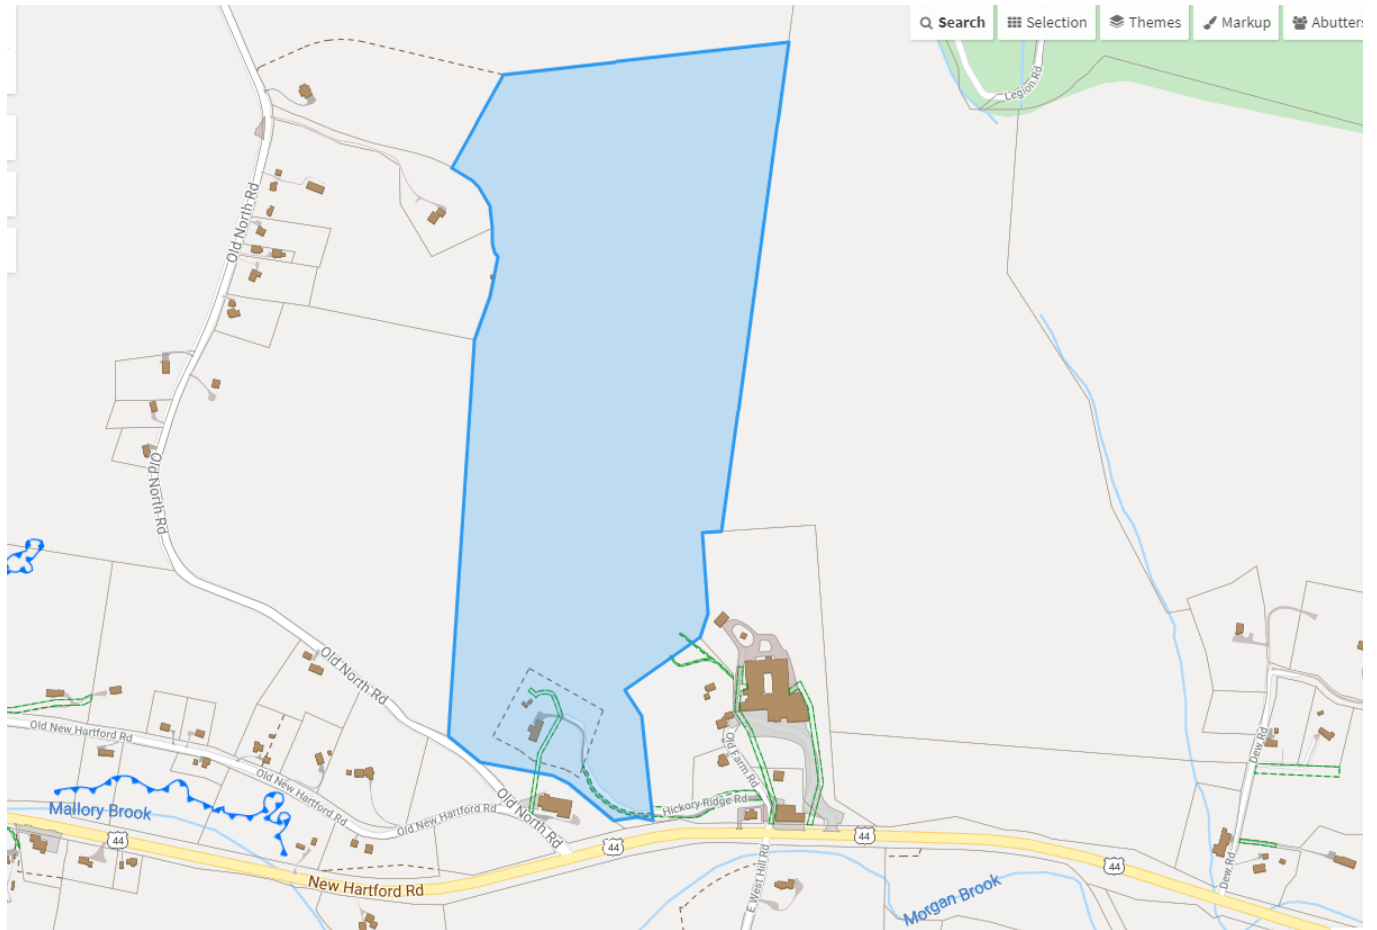 Search
Selection
Themes
Markup
Abutters
Legion Rd
Old North Rd
Old North Rd
Old North Rd
Old New Hartford Rd
Old New Hartford Rd
Old New Hartford Rd
Old North Rd
Hickory Ridge Rd
Old Farm Rd
Dew Rd
Mallory Brook
44
44
44
44
New Hartford Rd
E West Hill Rd
Morgan Brook
Dew Rd